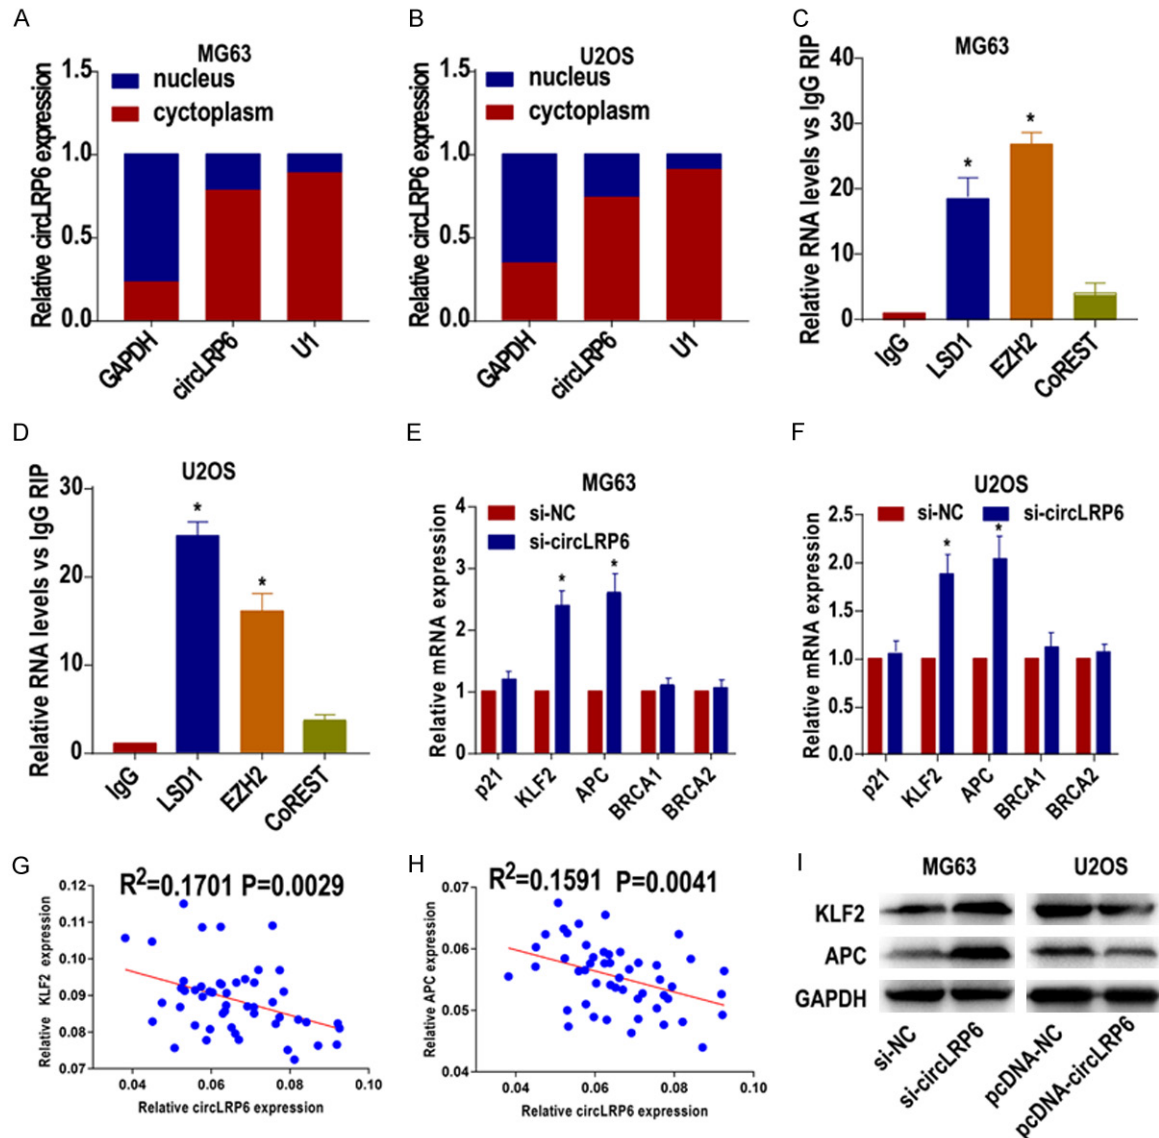 A
MG63
nucleus
cyctoplasm
Relative circLRP6 expression
1.5
1.0
0.5
0.0
GAPDH
circLRP6
U1
B
U2OS
nucleus
cyctoplasm
Relative circLRP6 expression
1.5
1.0
0.5
0.0
GAPDH
circLRP6
U1
C
MG63
Relative RNA levels vs IgG RIP
40
30
20
10
0
*
*
IgG
LSD1
EZH2
CoREST
D
U2OS
Relative RNA levels vs IgG RIP
30
20
10
0
*
*
IgG
LSD1
EZH2
CoREST
E
MG63
si-NC
si-circLRP6
Relative mRNA expression
4
3
2
1
0
*
*
p21
KLF2
APC
BRCA1
BRCA2
F
U2OS
si-NC si-circLRP6
Relative mRNA expression
2.5
2.0
1.5
1.0
0.5
0.0
*
*
p21
KLF2
APC
BRCA1
BRCA2
G
R²=0.1701 P=0.0029
Relative KLF2 expression
0.12
0.11
0.10
0.09
0.08
0.07
0.04 0.06 0.08 0.10
Relative circLRP6 expression
H
R²=0.1591 P=0.0041
Relative APC expression
0.07
0.06
0.05
0.04
0.04 0.06 0.08 0.10
Relative circLRP6 expression
I
MG63 U2OS
KLF2
APC
GAPDH
si-NC
si-circLRP6
pcDNA-NC
pcDNA-circLRP6